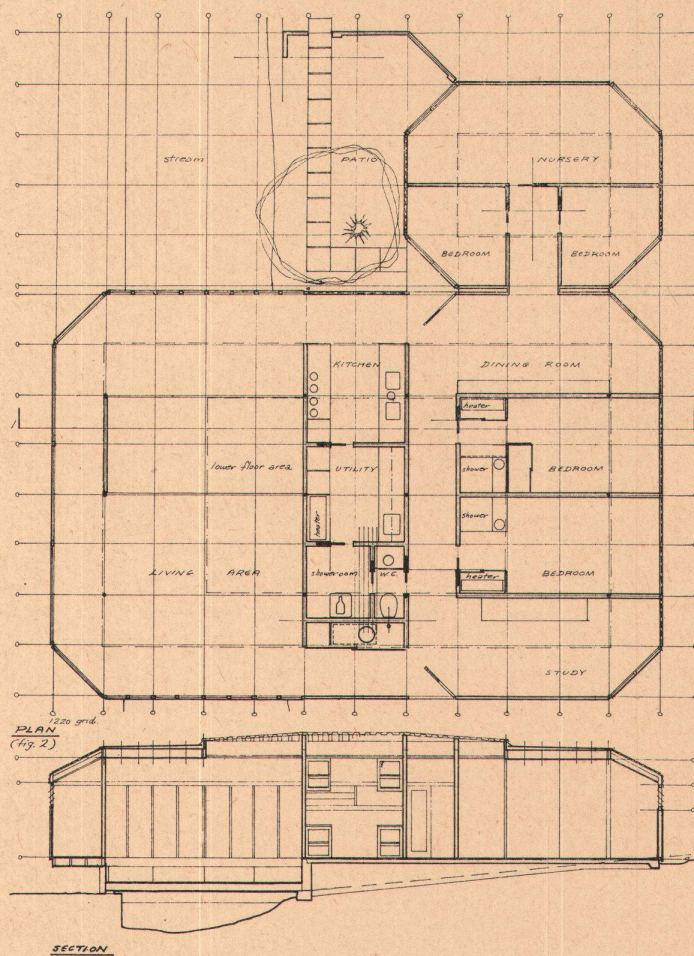 stream
PATIO
NURSERY
BEDROOM
BEDROOM
KITCHEN
DINING ROOM
heater
lower floor area
UTILITY
shower
BEDROOM
heater
shower
LIVING AREA
showeroom
W.C.
heater
BEDROOM
STUDY
1220 grid
PLAN
(fig. 2)
SECTION